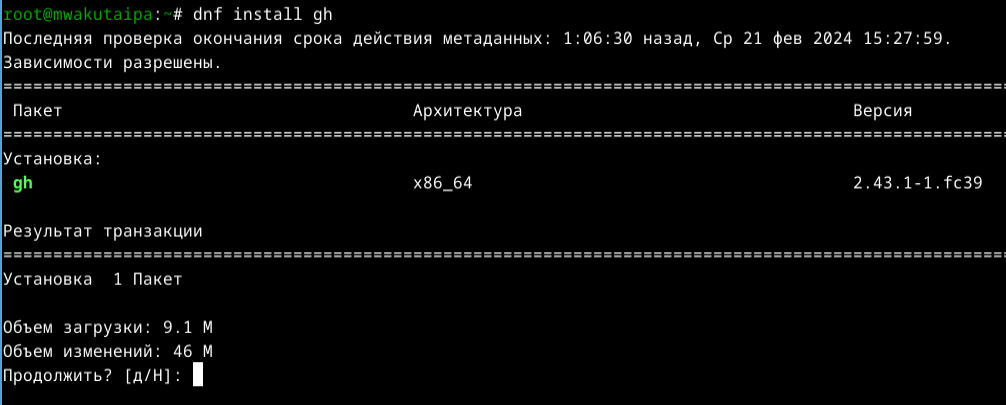 root@mwakutaipa:~# dnf install gh
Последняя проверка окончания срока действия метаданных: 1:06:30 назад, Ср 21 фев 2024 15:27:59.
Зависимости разрешены.
====================================================================================================
Пакет Архитектура Версия
====================================================================================================
Установка:
gh x86_64 2.43.1-1.fc39
Результат транзакции
====================================================================================================
Установка 1 Пакет
Объем загрузки: 9.1 M
Объем изменений: 46 M
Продолжить? [д/Н]: